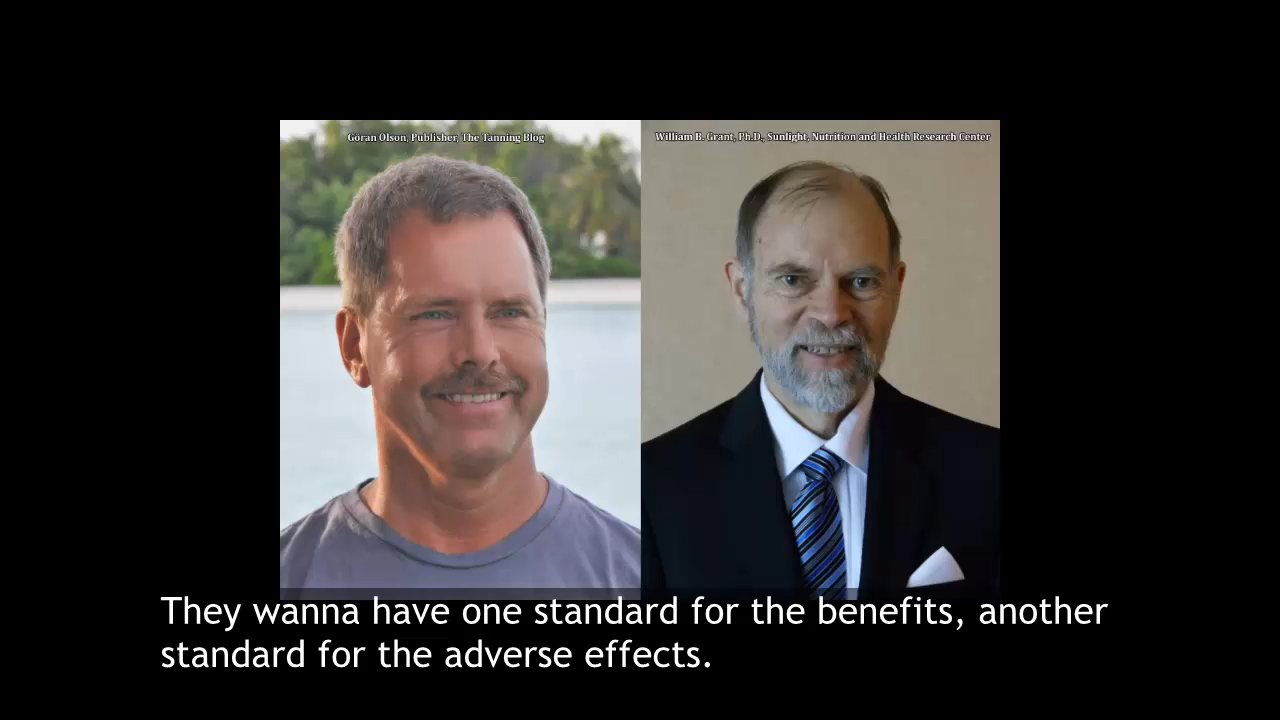 Göran Olson, Publisher, The Tanning Blog
William B. Grant, Ph.D., Sunlight, Nutrition and Health Research Center
They wanna have one standard for the benefits, another
standard for the adverse effects.